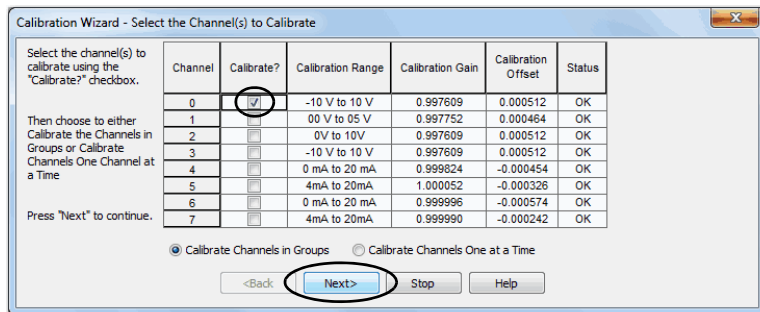 Calibration Wizard - Select the Channel(s) to Calibrate
Select the channel(s) to
calibrate using the
"Calibrate?" checkbox.
Then choose to either
Calibrate the Channels in
Groups or Calibrate
Channels One Channel at
a Time
Press "Next" to continue.
Channel Calibrate? Calibration Range Calibration Gain Calibration Offset Status
0 -10 V to 10 V 0.997609 0.000512 OK
1 00 V to 05 V 0.997752 0.000464 OK
2 0V to 10V 0.997609 0.000512 OK
3 -10 V to 10 V 0.997609 0.000512 OK
4 0 mA to 20 mA 0.999824 -0.000454 OK
5 4mA to 20mA 1.000052 -0.000326 OK
6 0 mA to 20 mA 0.999996 -0.000574 OK
7 4mA to 20mA 0.999990 -0.000242 OK
Calibrate Channels in Groups Calibrate Channels One at a Time
<Back Next> Stop Help